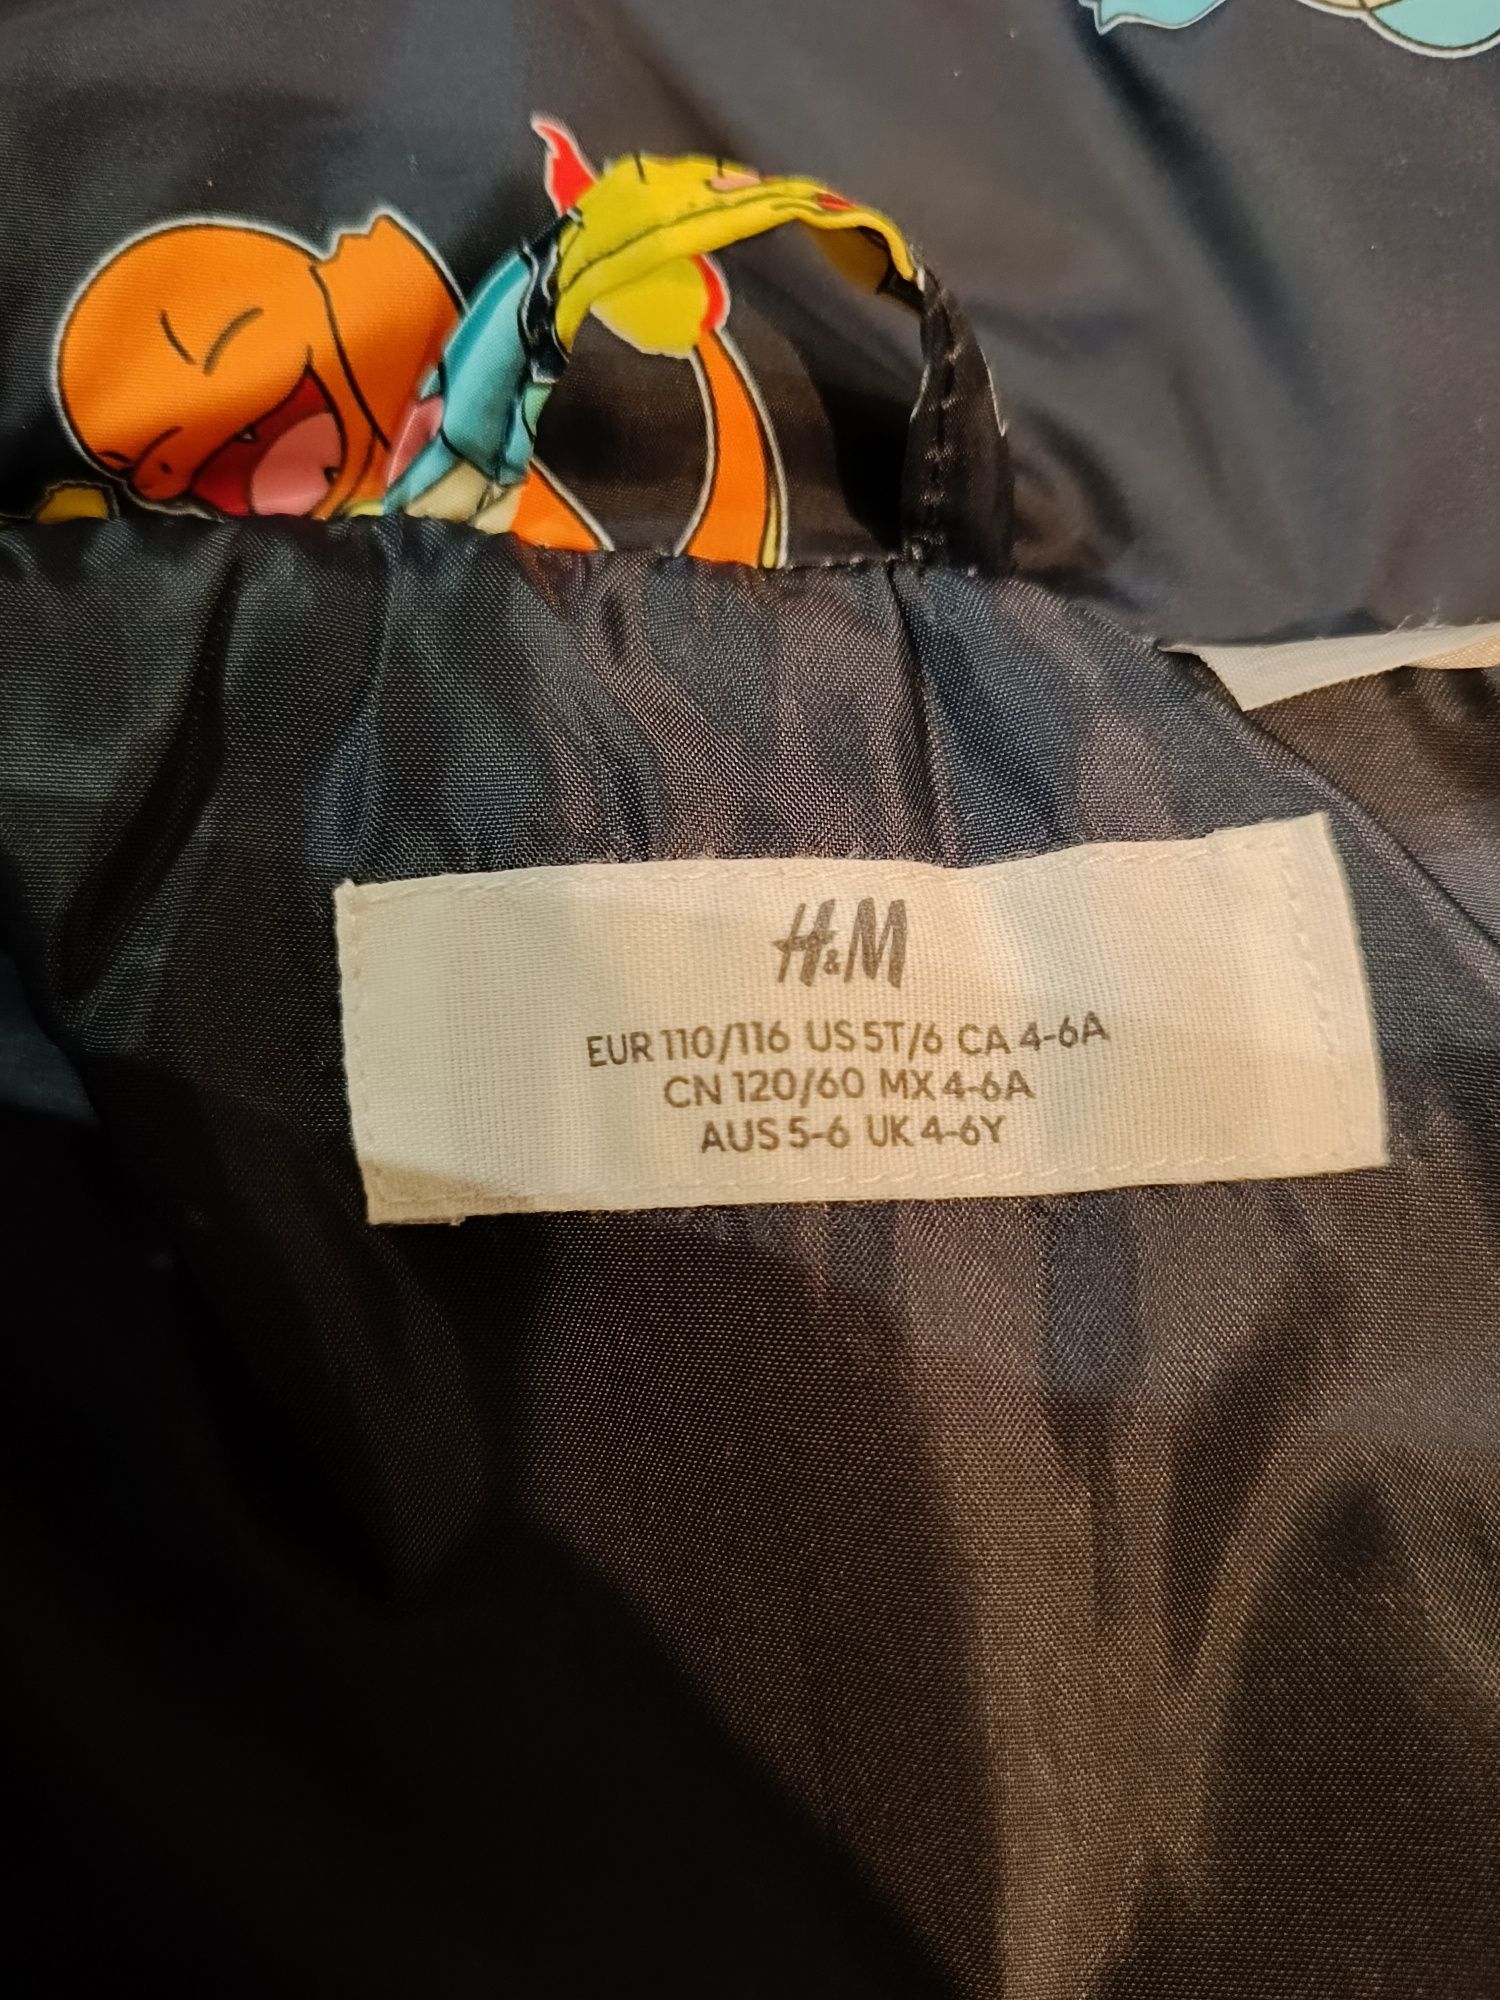 H&M
EUR 110/116 US 5T/6 CA 4-6A
CN 120/60 MX 4-6A
AUS 5-6 UK 4-6Y